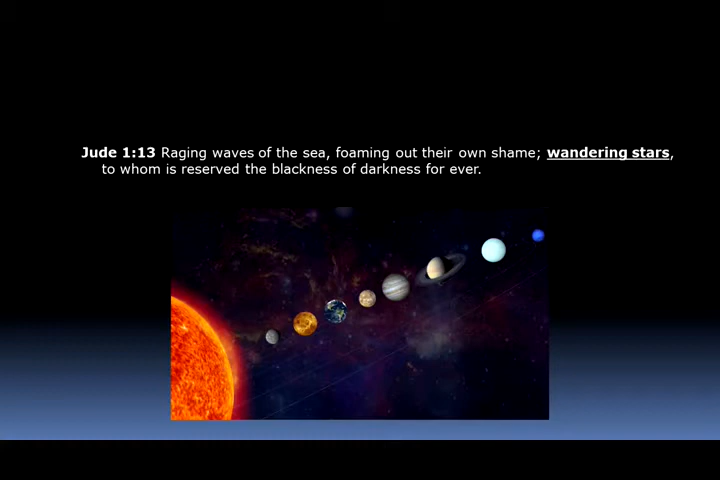 Jude 1:13 Raging waves of the sea, foaming out their own shame; wandering stars,
to whom is reserved the blackness of darkness for ever.